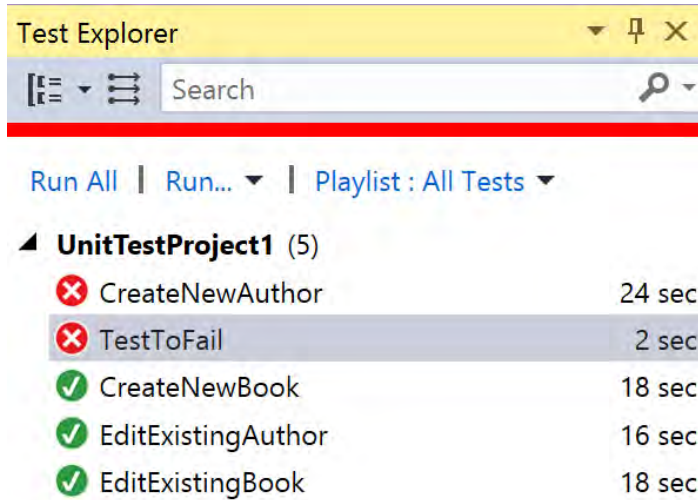 Test Explorer
Search
Run All | Run... | Playlist : All Tests
UnitTestProject1 (5)
CreateNewAuthor 24 sec
TestToFail 2 sec
CreateNewBook 18 sec
EditExistingAuthor 16 sec
EditExistingBook 18 sec